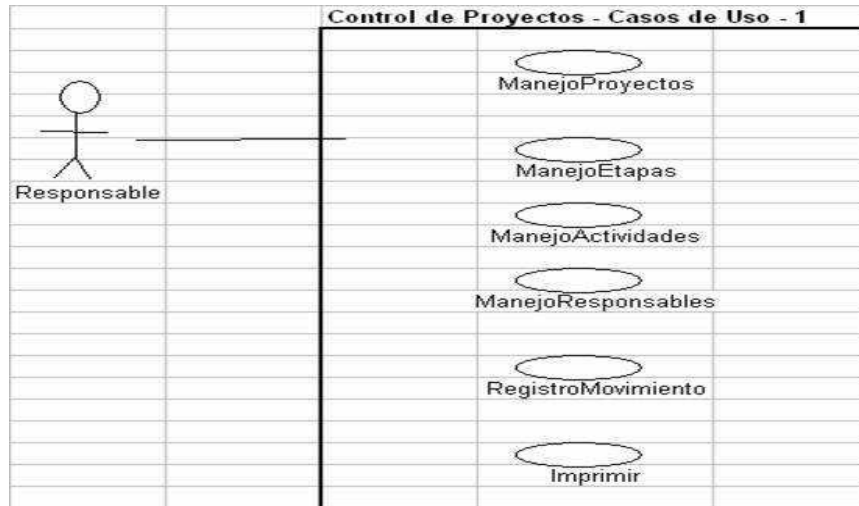 Control de Proyectos - Casos de Uso - 1
ManejoProyectos
ManejoEtapas
Responsable
ManejoActividades
ManejoResponsables
RegistroMovimiento
Imprimir